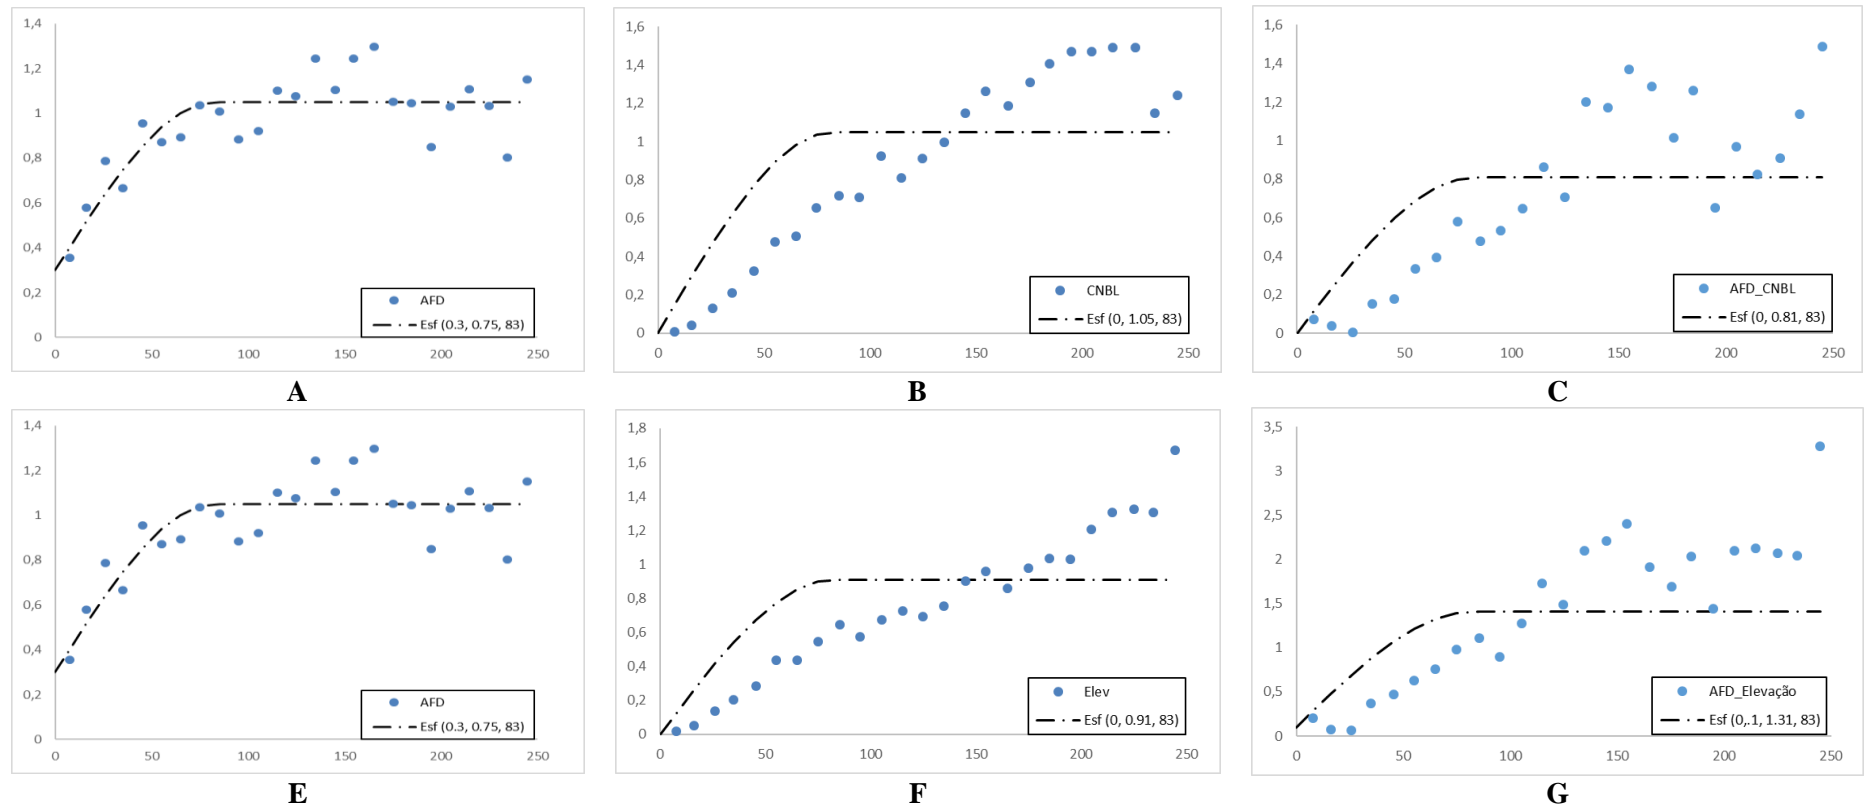 1,4
1,2
1
0,8
0,6
0,4
0,2
0
0 50 100 150 200 250
AFD
Esf (0.3, 0.75, 83)
A
1,6
1,4
1,2
1
0,8
0,6
0,4
0,2
0
0 50 100 150 200 250
CNBL
Esf (0, 1.05, 83)
B
1,6
1,4
1,2
1
0,8
0,6
0,4
0,2
0
0 50 100 150 200 250
AFD_CNBL
Esf (0, 0.81, 83)
C
1,4
1,2
1
0,8
0,6
0,4
0,2
0
0 50 100 150 200 250
AFD
Esf (0.3, 0.75, 83)
E
1,8
1,6
1,4
1,2
1
0,8
0,6
0,4
0,2
0
0 50 100 150 200 250
Elev
Esf (0, 0.91, 83)
F
3,5
3
2,5
2
1,5
1
0,5
0
0 50 100 150 200 250
AFD_Elevação
Esf (0,.1, 1.31, 83)
G